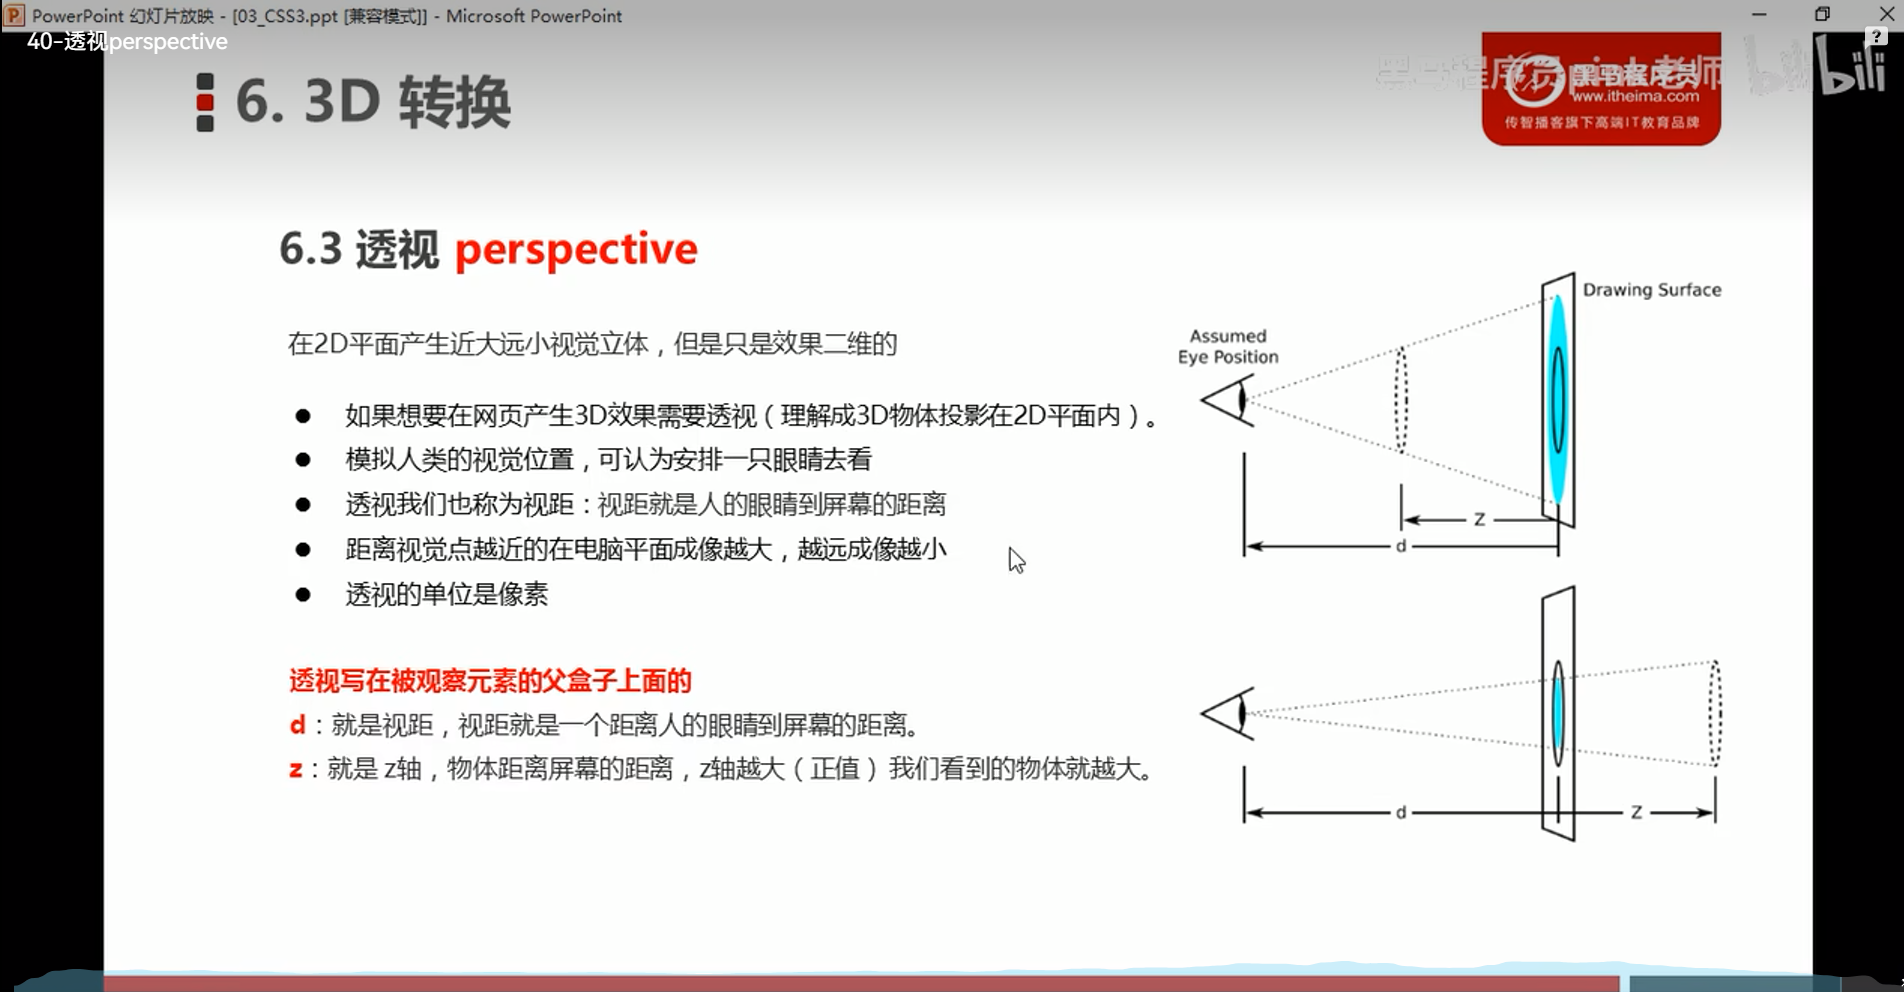 PowerPoint 幻灯片放映 - [03_CSS3.ppt [兼容模式]] - Microsoft PowerPoint
40-透视perspective
6. 3D 转换
黑马程序员pink老师
bilibili
黑马程序员
www.itheima.com
传智播客旗下高端IT教育品牌
6.3 透视 perspective
在2D平面产生近大远小视觉立体，但是只是效果二维的
● 如果想要在网页产生3D效果需要透视（理解成3D物体投影在2D平面内）。
● 模拟人类的视觉位置，可认为安排一只眼睛去看
● 透视我们也称为视距：视距就是人的眼睛到屏幕的距离
● 距离视觉点越近的在电脑平面成像越大，越远成像越小
● 透视的单位是像素
透视写在被观察元素的父盒子上面的
d：就是视距，视距就是一个距离人的眼睛到屏幕的距离。
z：就是 z轴，物体距离屏幕的距离，z轴越大（正值）我们看到的物体就越大。
Drawing Surface
Assumed
Eye Position
Z
d
d
Z